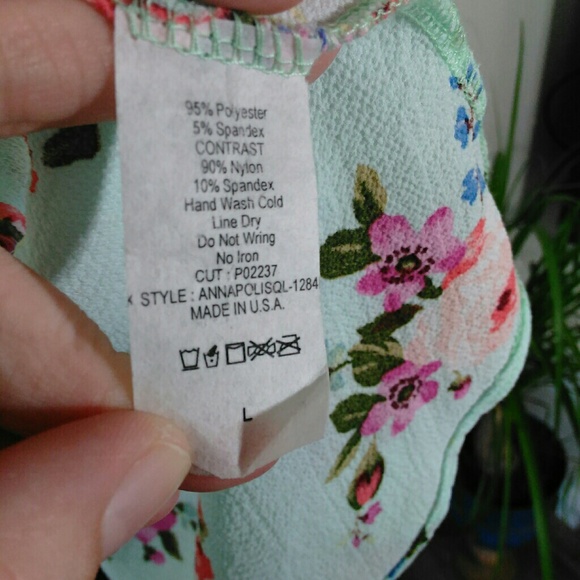 95% Polyester
5% Spandex
CONTRAST
90% Nylon
10% Spandex
Hand Wash Cold
Line Dry
Do Not Wring
No Iron
CUT : P02237
STYLE : ANNAPOLISQL-1284
MADE IN U.S.A.
L